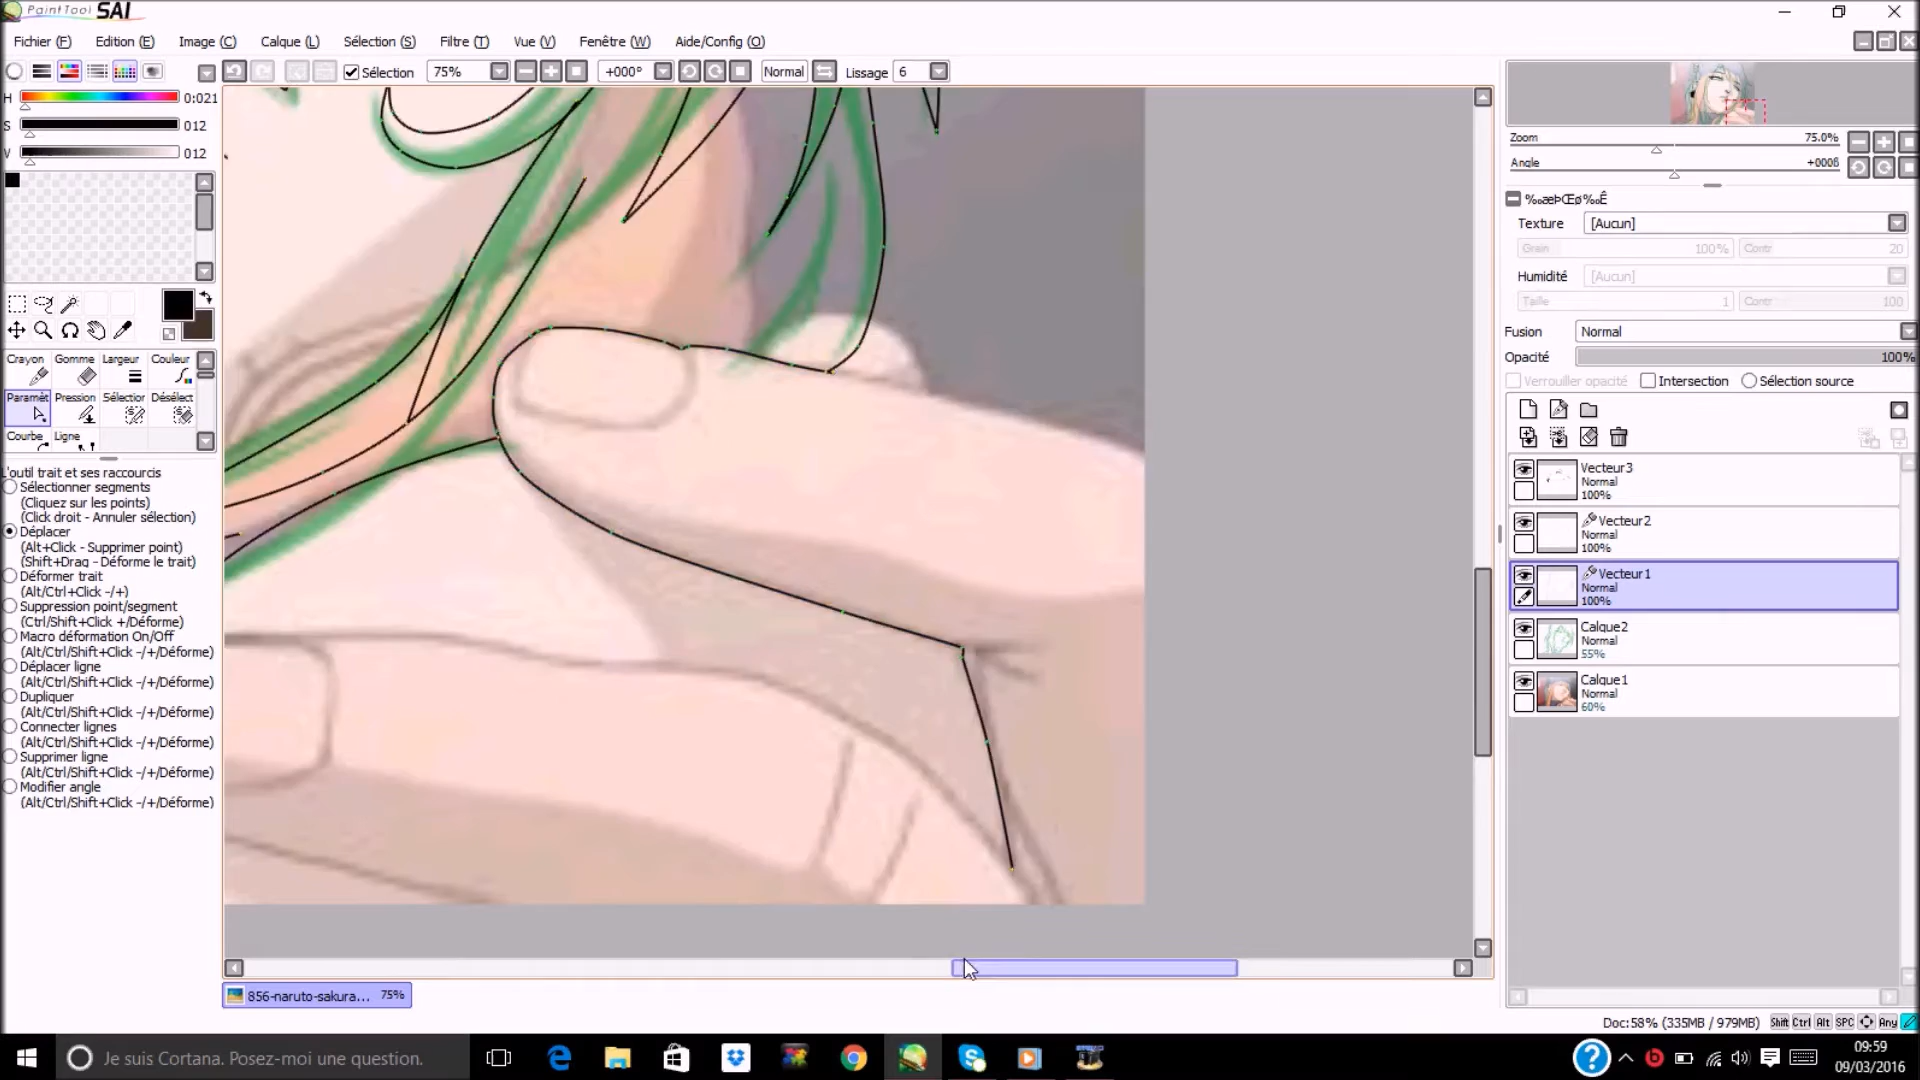 PaintTool SAI
Fichier (F) Edition (E) Image (C) Calque (L) Sélection (S) Filtre (T) Vue (V) Fenêtre (W) Aide/Config (O)
Sélection 75% +000° Normal Lissage 6
H 0:021
S 012
V 012
Crayon Gomme Largeur Couleur
Paramèt Pression Sélection Désélect
Courbe Ligne
L'outil trait et ses raccourcis
Sélectionner segments
(Cliquez sur les points)
(Click droit - Annuler sélection)
Déplacer
(Alt+Click - Supprimer point)
(Shift+Drag - Déforme le trait)
Déformer trait
(Alt/Ctrl+Click -/+)
Suppression point/segment
(Ctrl/Shift+Click +/Déforme)
Macro déformation On/Off
(Alt/Ctrl/Shift+Click -/+/Déforme)
Déplacer ligne
(Alt/Ctrl/Shift+Click -/+/Déforme)
Dupliquer
(Alt/Ctrl/Shift+Click -/+/Déforme)
Connecter lignes
(Alt/Ctrl/Shift+Click -/+/Déforme)
Supprimer ligne
(Alt/Ctrl/Shift+Click -/+/Déforme)
Modifier angle
(Alt/Ctrl/Shift+Click -/+/Déforme)
856-naruto-sakura... 75%
Zoom 75.0%
Angle +000ß
‰æÞŒø‰Ê
Texture [Aucun]
Grain 100% Contr 20
Humidité [Aucun]
Taille 1 Contr 100
Fusion Normal
Opacité 100%
Verrouiller opacité Intersection Sélection source
Vecteur3
Normal
100%
Vecteur2
Normal
100%
Vecteur1
Normal
100%
Calque2
Normal
55%
Calque1
Normal
60%
Doc:58% (335MB / 979MB) Shift Ctrl Alt SPC Any
Je suis Cortana. Posez-moi une question.
09:59
09/03/2016